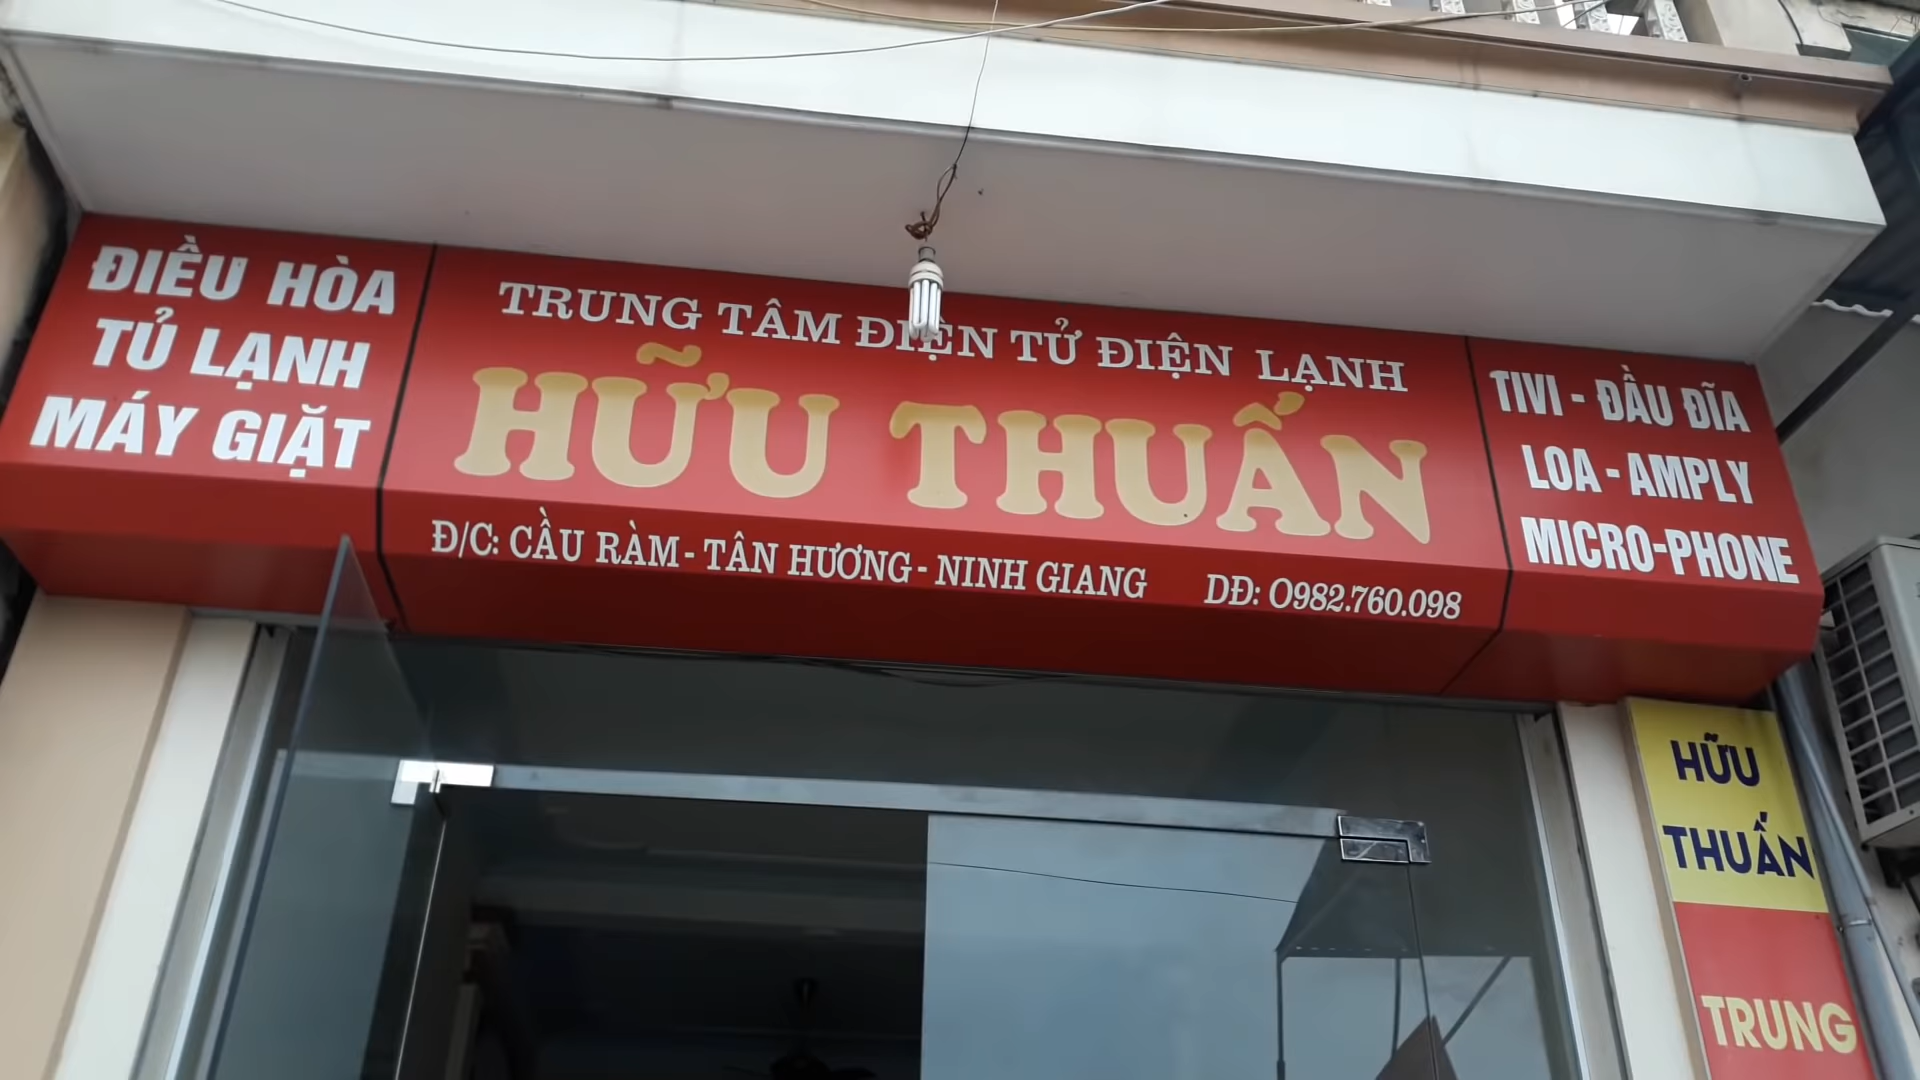 ĐIỀU HÒA
TỦ LẠNH
MÁY GIẶT
TRUNG TÂM ĐIỆN TỬ ĐIỆN LẠNH
HỮU THUẤN
Đ/C: CẦU RÀM - TÂN HƯƠNG - NINH GIANG DĐ: 0982.760.098
TIVI - ĐẦU ĐĨA
LOA - AMPLY
MICRO-PHONE
HỮU
THUẤN
TRUNG